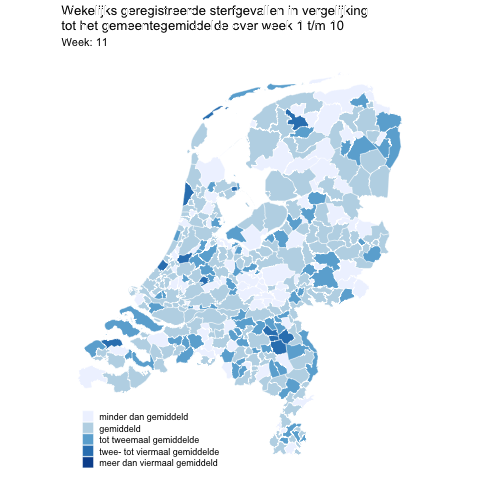 Wekelijks geregistreerde sterfgevallen in vergelijking
tot het gemeentegemiddelde over week 1 t/m 10
Week: 11
minder dan gemiddeld
gemiddeld
tot tweemaal gemiddelde
twee- tot viermaal gemiddelde
meer dan viermaal gemiddeld